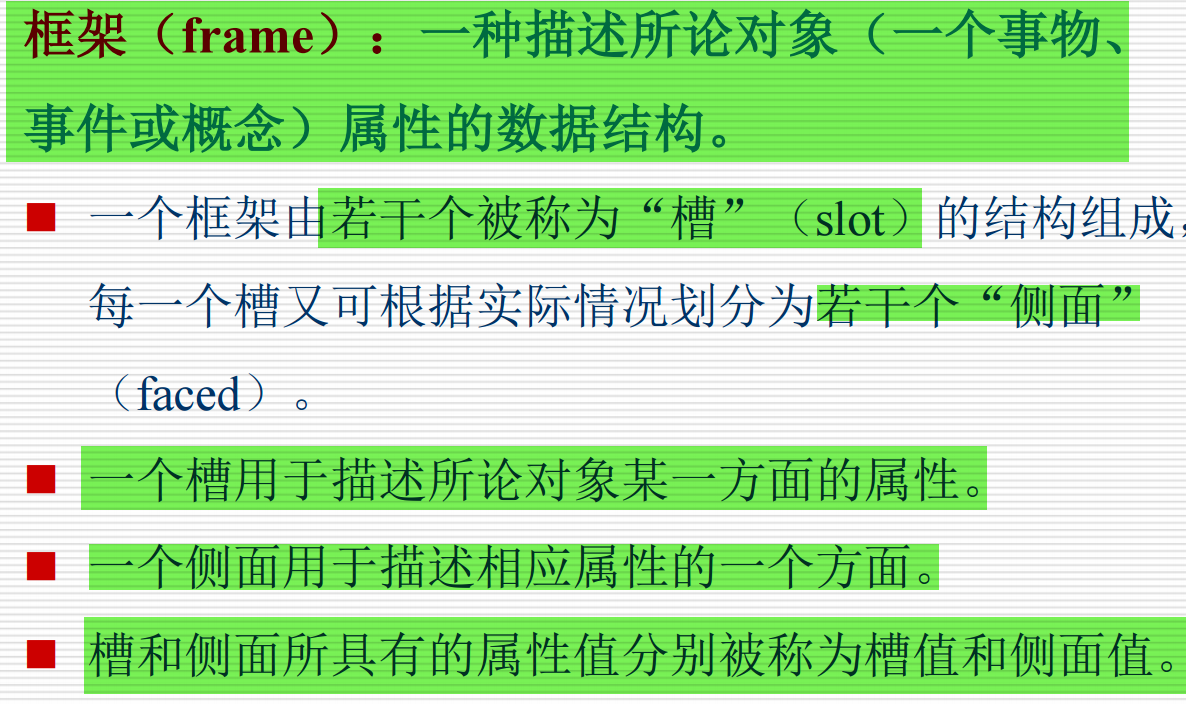 框架（frame）：一种描述所论对象（一个事物、
事件或概念）属性的数据结构。
一个框架由若干个被称为“槽”（slot）的结构组成，
每一个槽又可根据实际情况划分为若干个“侧面”
（faced）。
一个槽用于描述所论对象某一方面的属性。
一个侧面用于描述相应属性的一个方面。
槽和侧面所具有的属性值分别被称为槽值和侧面值。